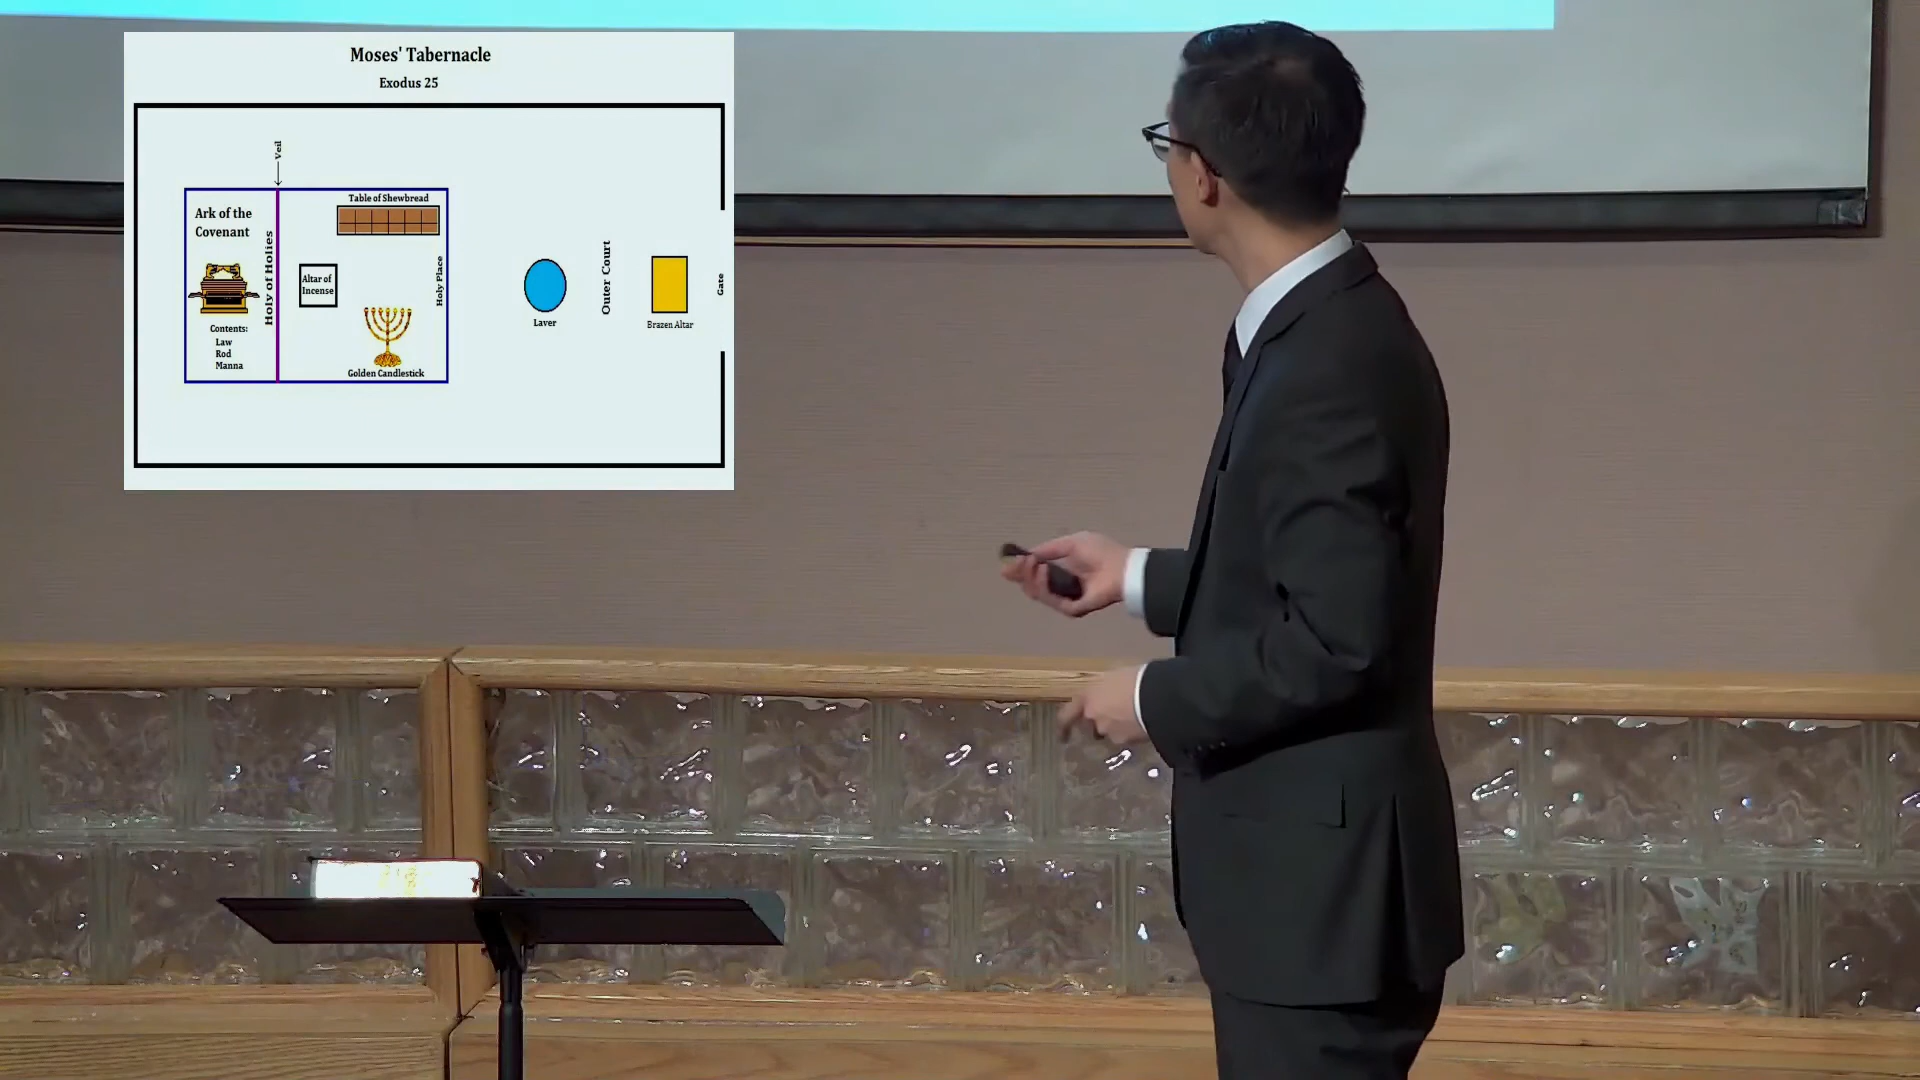 Moses' Tabernacle
Exodus 25
Veil
Ark of the
Covenant
Holy of Holies
Contents:
Law
Rod
Manna
Table of Shewbread
Altar of
Incense
Holy Place
Golden Candlestick
Laver
Outer Court
Brazen Altar
Gate